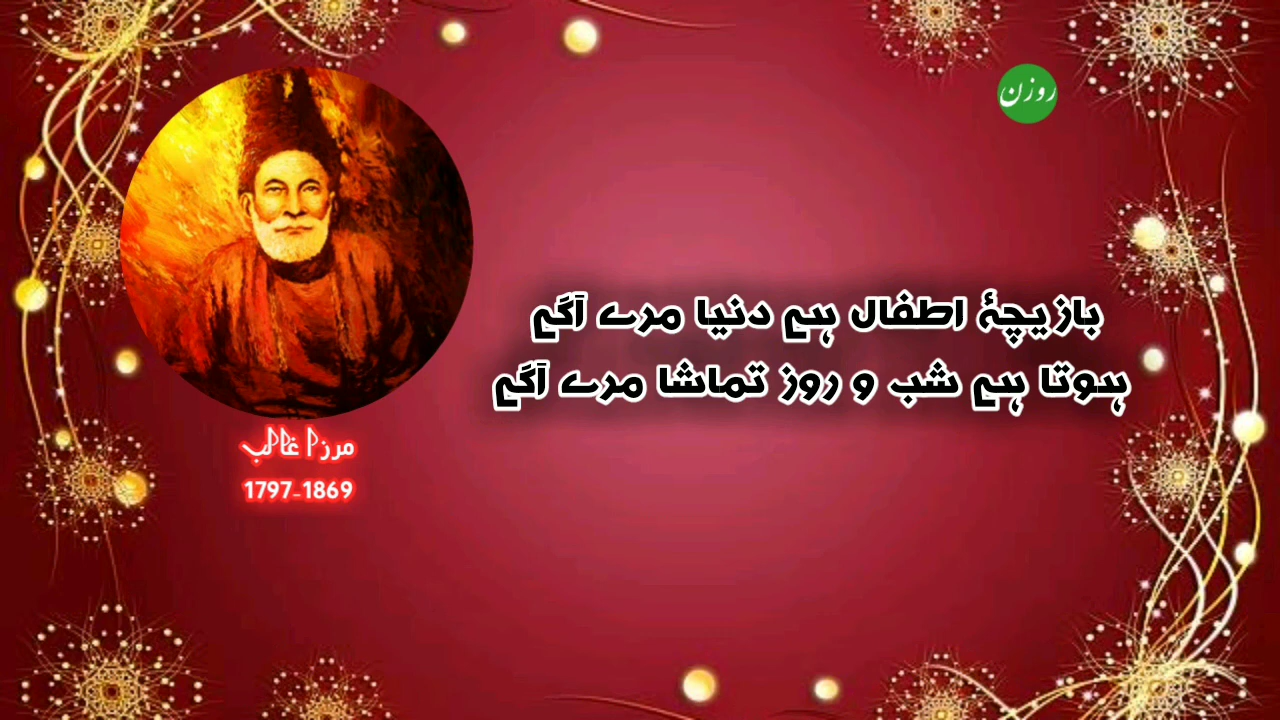 روزن
بازیچۂ اطفال ہے دنیا مرے آگے
ہوتا ہے شب و روز تماشا مرے آگے
مرزا غالب
1797-1869